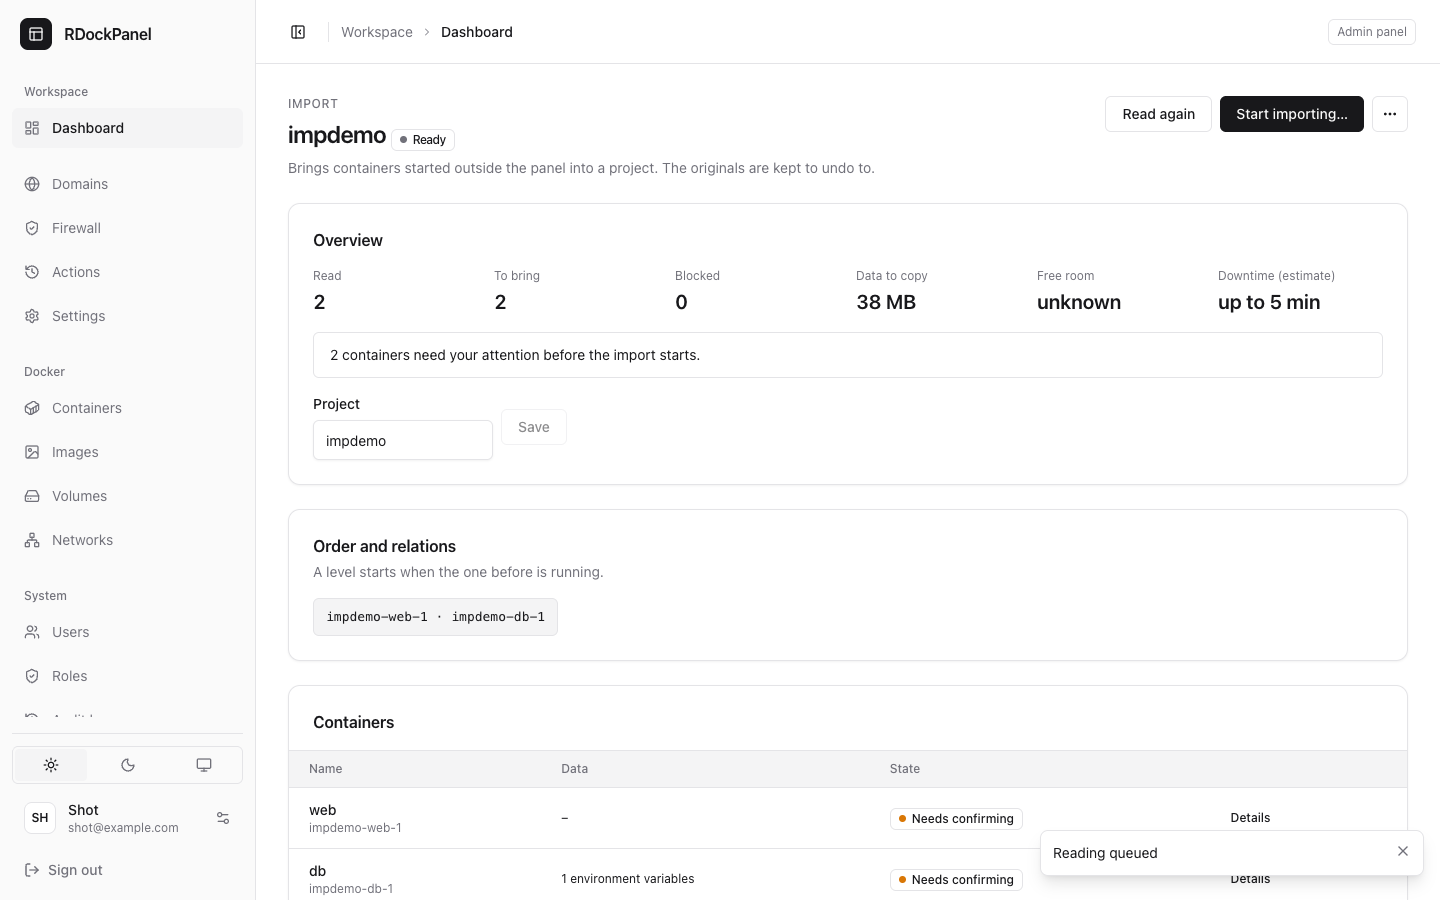 RDockPanel
Workspace
Dashboard
Domains
Firewall
Actions
Settings
Docker
Containers
Images
Volumes
Networks
System
Users
Roles
SH
Shot
shot@example.com
Sign out
Workspace > Dashboard
Admin panel
IMPORT
impdemo
Ready
Brings containers started outside the panel into a project. The originals are kept to undo to.
Read again
Start importing...
Overview
Read
To bring
Blocked
Data to copy
Free room
Downtime (estimate)
2
2
0
38 MB
unknown
up to 5 min
2 containers need your attention before the import starts.
Project
impdemo
Save
Order and relations
A level starts when the one before is running.
impdemo-web-1 · impdemo-db-1
Containers
Name
Data
State
web
impdemo-web-1
–
Needs confirming
Details
db
impdemo-db-1
1 environment variables
Needs confirming
Details
Reading queued